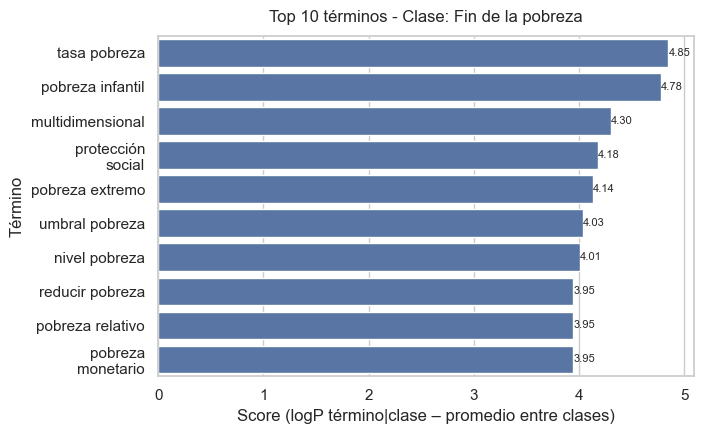 Top 10 términos - Clase: Fin de la pobreza
Término
tasa pobreza
4.85
pobreza infantil
4.78
multidimensional
4.30
protección
social
4.18
pobreza extremo
4.14
umbral pobreza
4.03
nivel pobreza
4.01
reducir pobreza
3.95
pobreza relativo
3.95
pobreza
monetario
3.95
0 1 2 3 4 5
Score (logP término|clase – promedio entre clases)